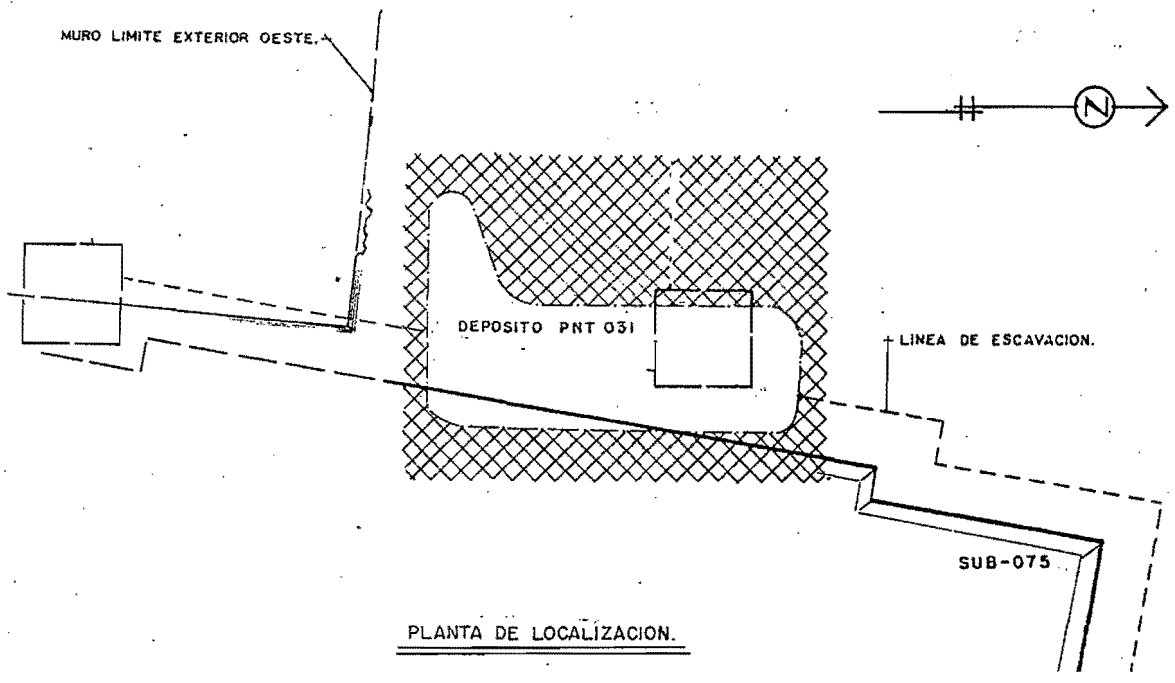 MURO LIMITE EXTERIOR OESTE.
N
DEPOSITO PNT 031
LINEA DE ESCAVACION.
SUB-075
PLANTA DE LOCALIZACION.